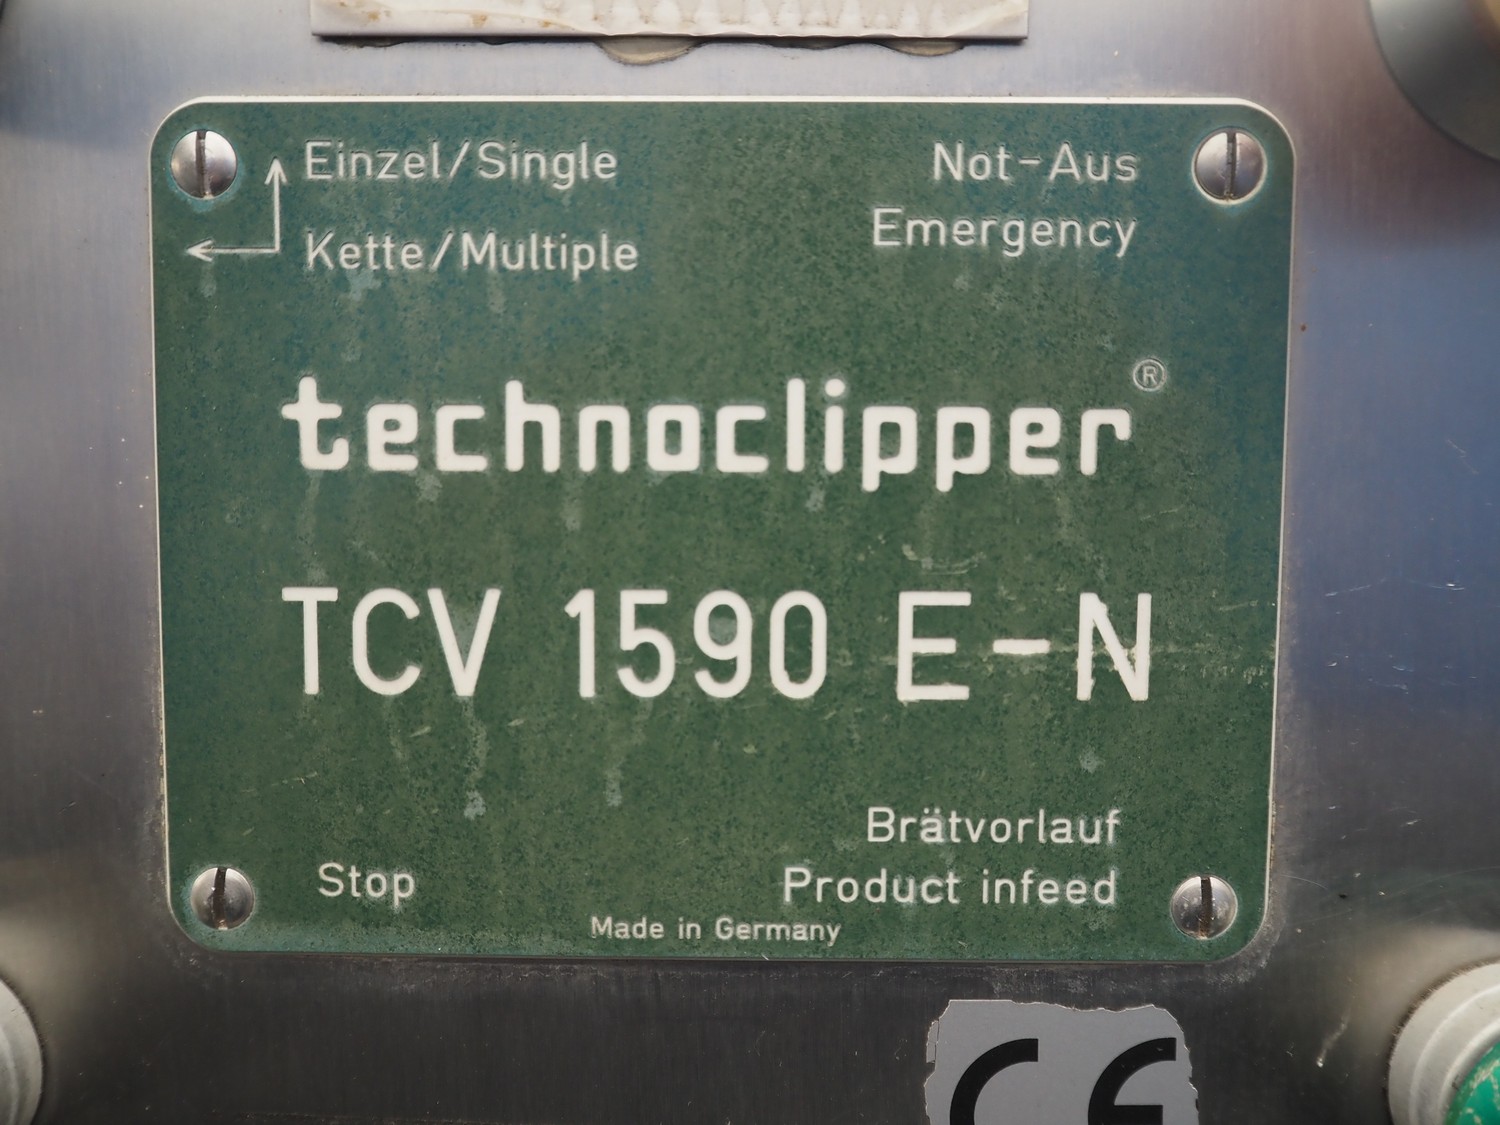 Einzel/Single
Kette/Multiple
Not-Aus
Emergency
technoclipper®
TCV 1590 E-N
Brätvorlauf
Product infeed
Stop
Made in Germany
CE